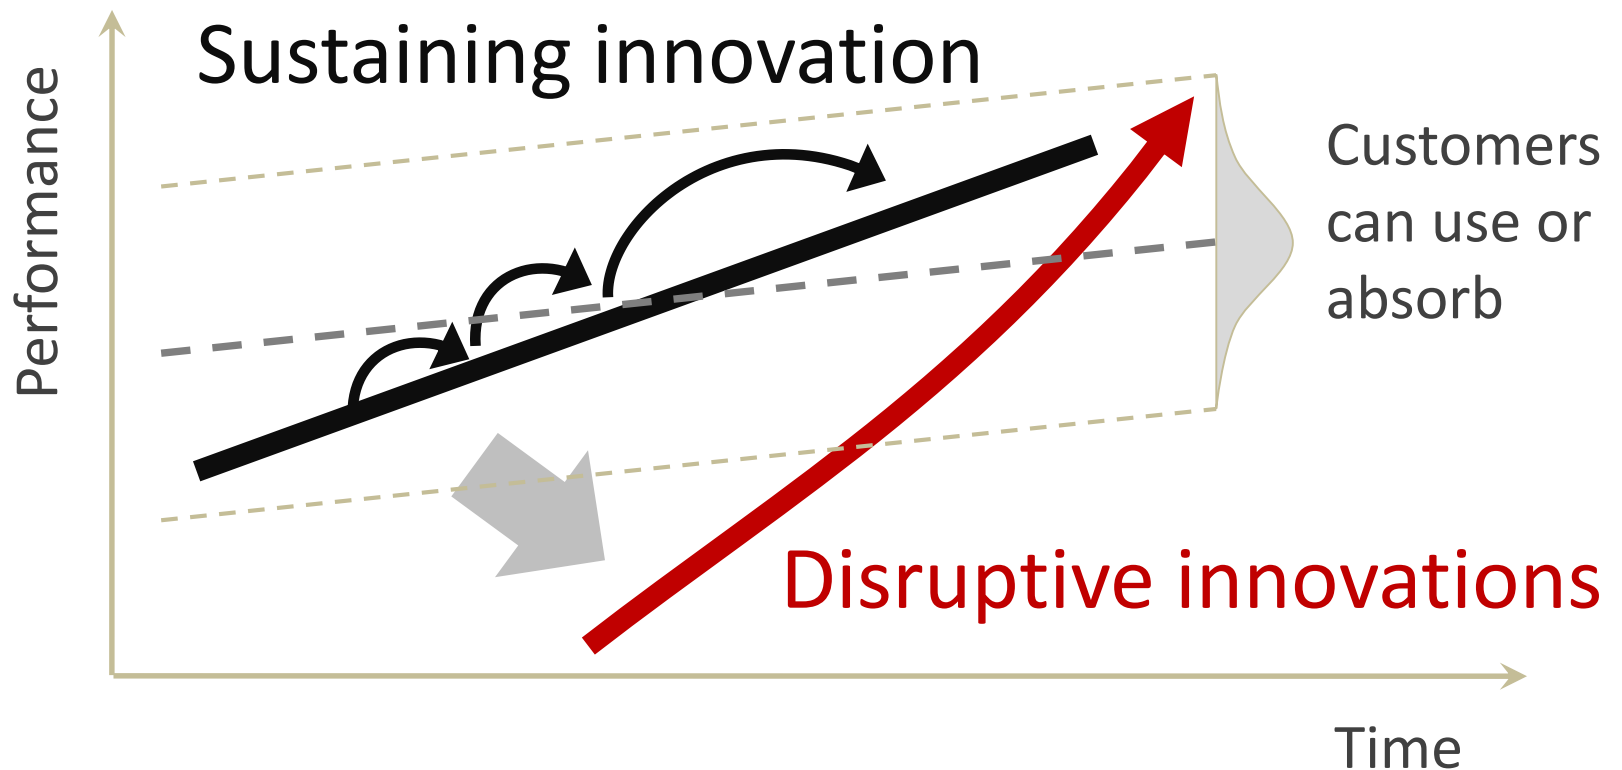 Sustaining innovation
Performance
Customers
can use or
absorb
Disruptive innovations
Time